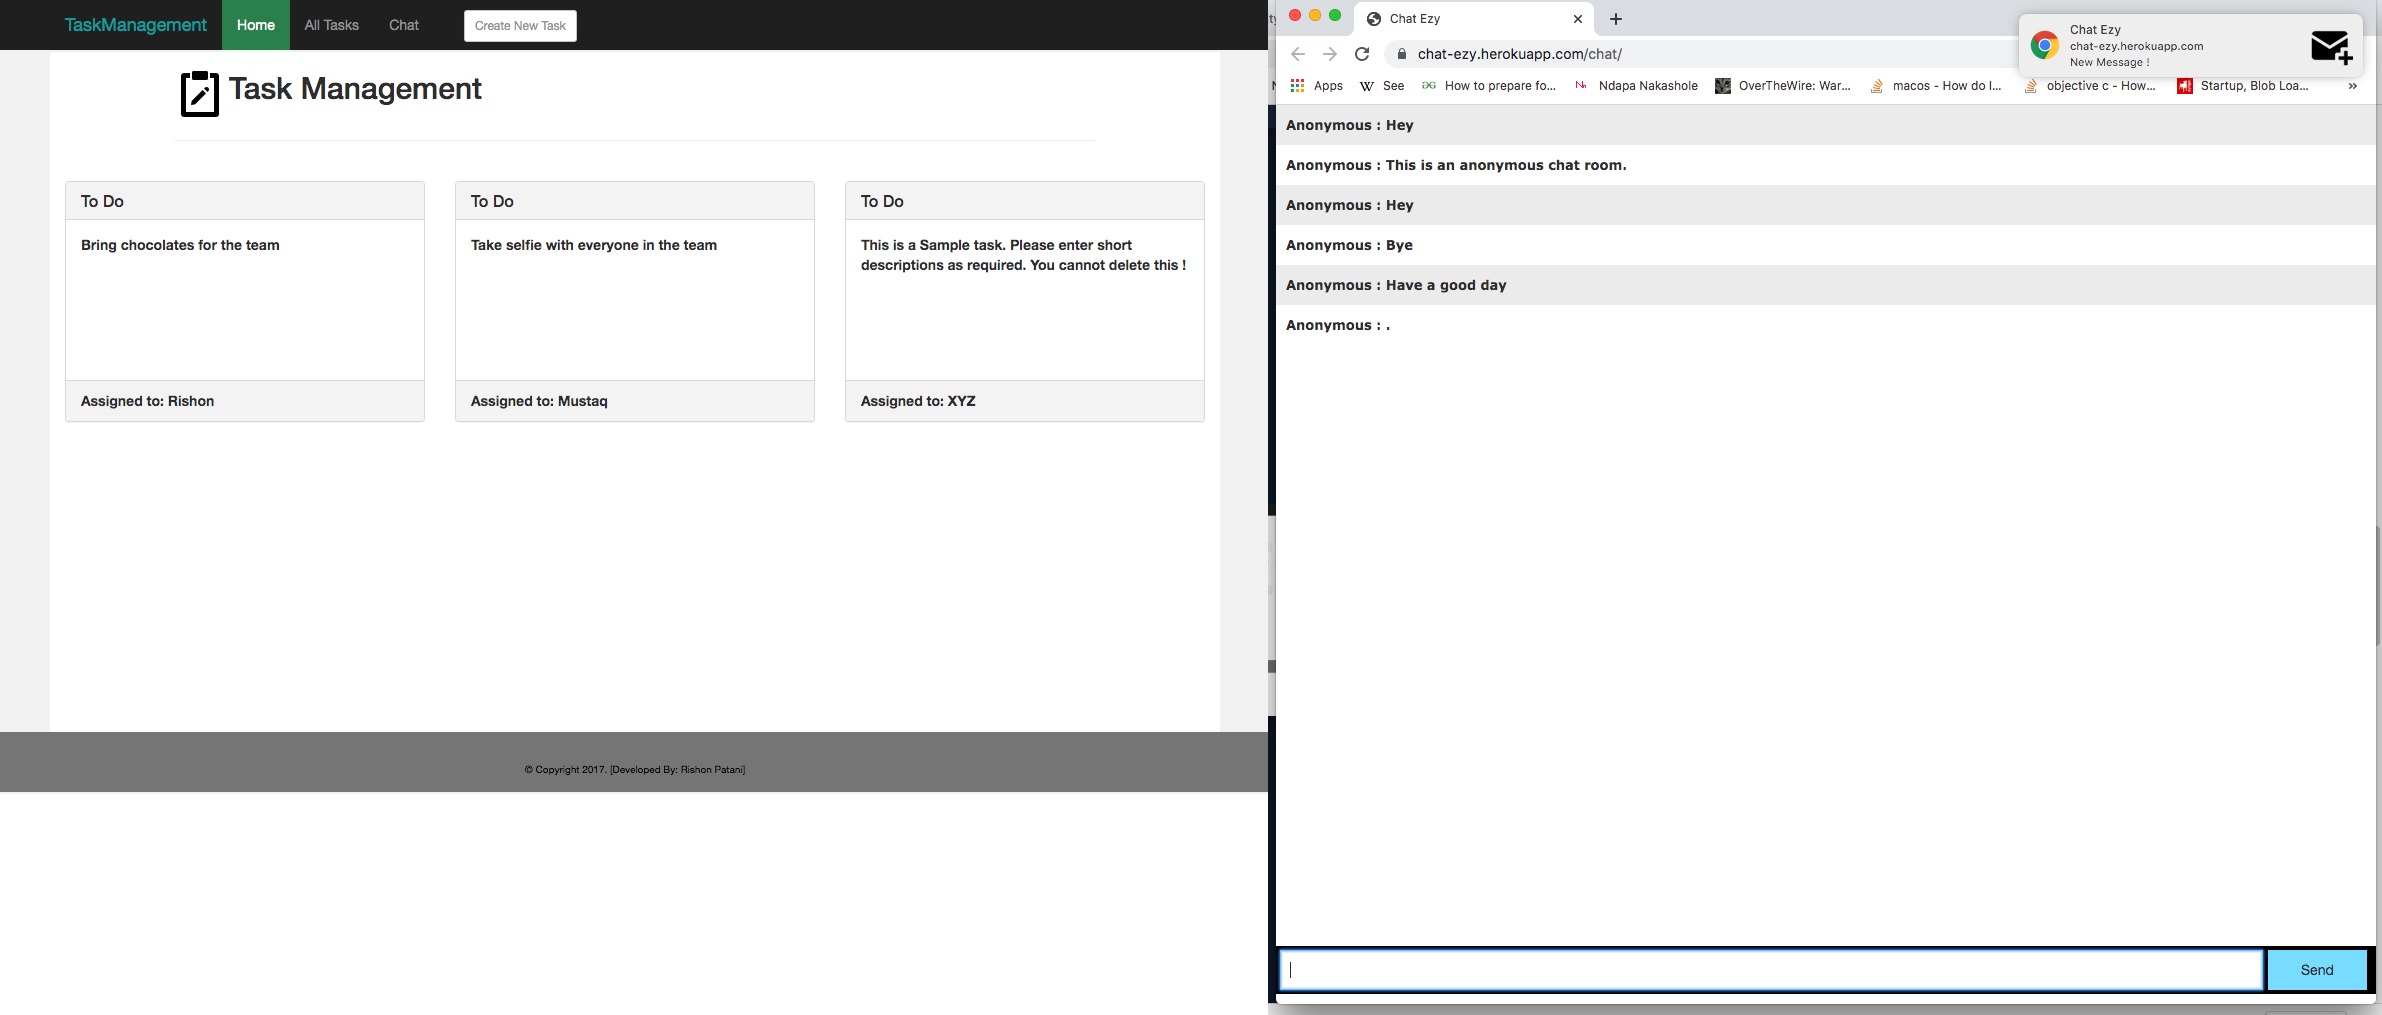 TaskManagement Home All Tasks Chat Create New Task
Task Management
To Do
Bring chocolates for the team
Assigned to: Rishon
To Do
Take selfie with everyone in the team
Assigned to: Mustaq
To Do
This is a Sample task. Please enter short
descriptions as required. You cannot delete this !
Assigned to: XYZ
© Copyright 2017. [Developed By: Rishon Patani]
Chat Ezy
chat-ezy.herokuapp.com/chat/
Chat Ezy
chat-ezy.herokuapp.com
New Message !
Apps See How to prepare fo... Ndapa Nakashole OverTheWire: War... macos - How do I... objective c - How... Startup, Blob Loa... »
Anonymous : Hey
Anonymous : This is an anonymous chat room.
Anonymous : Hey
Anonymous : Bye
Anonymous : Have a good day
Anonymous : .
Send